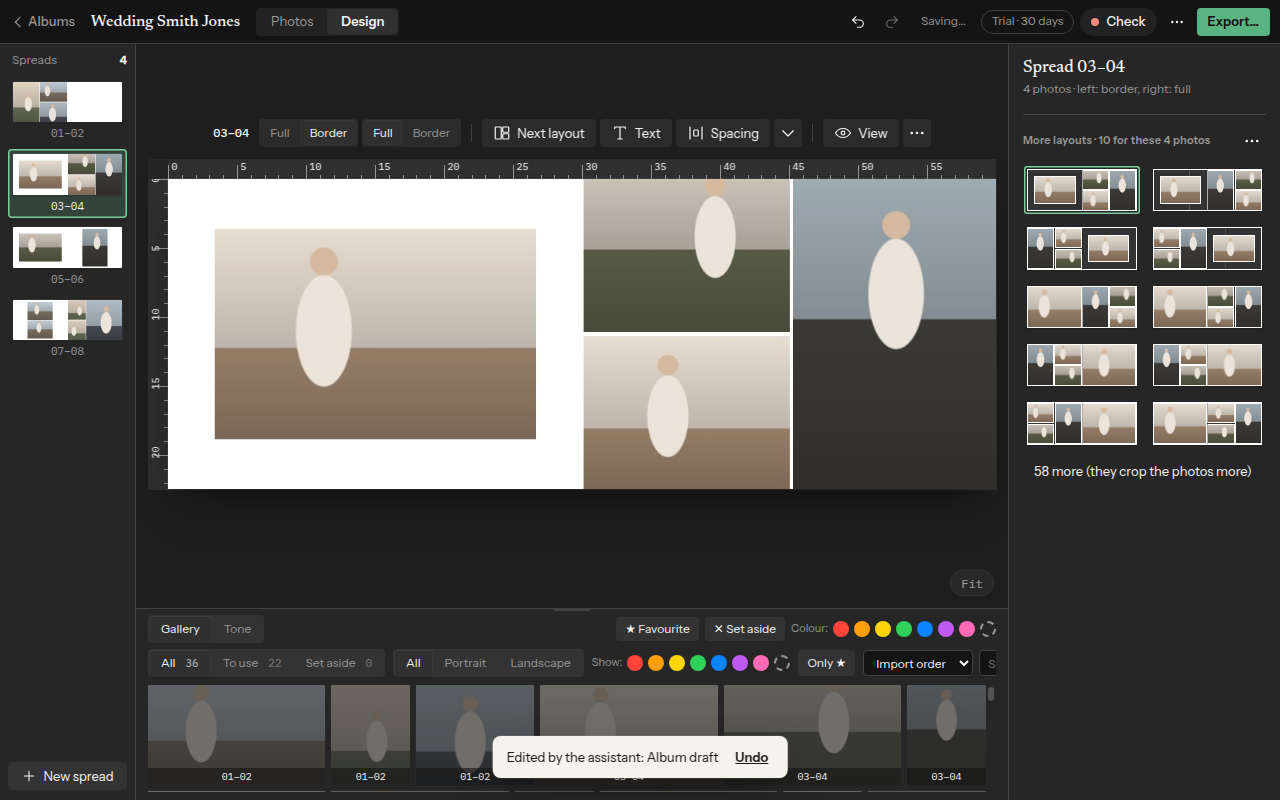 Albums
Wedding Smith Jones
Photos
Design
Saving…
Trial · 30 days
Check
Export…
Spreads 4
01–02
03–04
05–06
07–08
New spread
03–04
Full
Border
Full
Border
Next layout
Text
Spacing
View
0 5 10 15 20 25 30 35 40 45 50 55
0
5
10
15
20
Fit
Spread 03–04
4 photos · left: border, right: full
More layouts · 10 for these 4 photos
58 more (they crop the photos more)
Gallery
Tone
★ Favourite
✕ Set aside
Colour:
All 36
To use 22
Set aside 0
All
Portrait
Landscape
Show:
Only ★
Import order
01–02
01–02
01–02
03–04
03–04
Edited by the assistant: Album draft
Undo